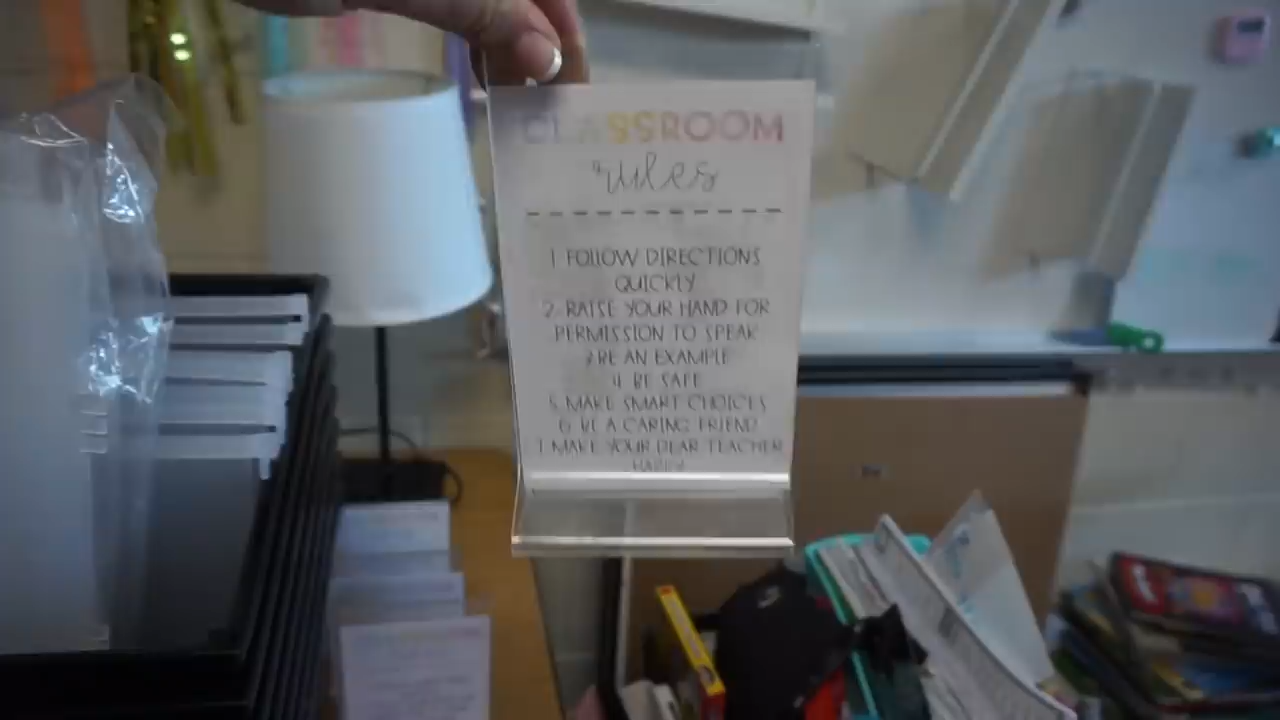 CLASSROOM
rules
1 FOLLOW DIRECTIONS
QUICKLY
2. RAISE YOUR HAND FOR
PERMISSION TO SPEAK
3 BE AN EXAMPLE
4 BE SAFE
5. MAKE SMART CHOICES
6. BE A CARING FRIEND
7. MAKE YOUR DEAR TEACHER
HAPPY